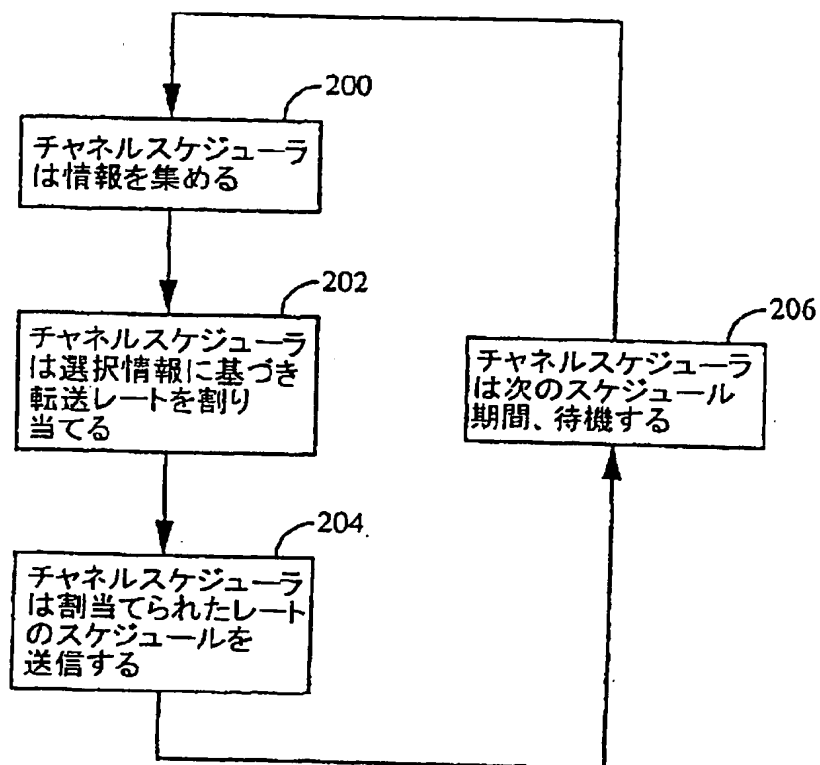 200
チャネルスケジューラ
は情報を集める
202
チャネルスケジューラ
は選択情報に基づき
転送レートを割り
当てる
204
チャネルスケジューラ
は割当てられたレート
のスケジュールを
送信する
206
チャネルスケジューラ
は次のスケジュール
期間、待機する